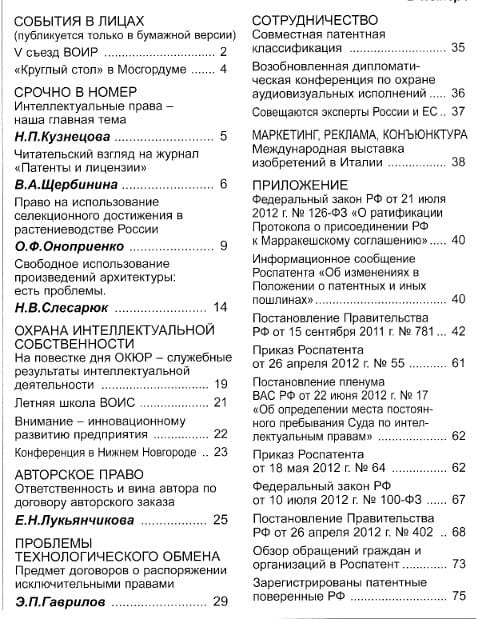 СОБЫТИЯ В ЛИЦАХ
(публикуется только в бумажной версии)
V съезд ВОИР ........ 2
«Круглый стол» в Мосгордуме ....... 4
СРОЧНО В НОМЕР
Интеллектуальные права –
наша главная тема
Н.П.Кузнецова ........ 5
Читательский взгляд на журнал
«Патенты и лицензии»
В.А.Щербинина ........ 6
Право на использование
селекционного достижения в
растениеводстве России
О.Ф.Оноприенко ........ 9
Свободное использование
произведений архитектуры:
есть проблемы.
Н.В.Слесарюк ........ 14
ОХРАНА ИНТЕЛЛЕКТУАЛЬНОЙ
СОБСТВЕННОСТИ
На повестке дня ОКЮР – служебные
результаты интеллектуальной
деятельности ........ 19
Летняя школа ВОИС ........ 21
Внимание – инновационному
развитию предприятия ........ 22
Конференция в Нижнем Новгороде .. 23
АВТОРСКОЕ ПРАВО
Ответственность и вина автора по
договору авторского заказа
Е.Н.Лукьянчикова ........ 25
ПРОБЛЕМЫ
ТЕХНОЛОГИЧЕСКОГО ОБМЕНА
Предмет договоров о распоряжении
исключительными правами
Э.П.Гаврилов ........ 29
СОТРУДНИЧЕСТВО
Совместная патентная
классификация ........ 35
Возобновленная дипломати-
ческая конференция по охране
аудиовизуальных исполнений ..... 36
Совещаются эксперты России и ЕС .. 37
МАРКЕТИНГ, РЕКЛАМА, КОНЪЮНКТУРА
Международная выставка
изобретений в Италии ........ 38
ПРИЛОЖЕНИЕ
Федеральный закон РФ от 21 июля
2012 г. № 126-ФЗ «О ратификации
Протокола о присоединении РФ
к Марракешскому соглашению» ..... 40
Информационное сообщение
Роспатента «Об изменениях в
Положении о патентных и иных
пошлинах» ........ 40
Постановление Правительства
РФ от 15 сентября 2011 г. № 781 ... 42
Приказ Роспатента
от 26 апреля 2012 г. № 55 ........ 61
Постановление пленума
ВАС РФ от 22 июня 2012 г. № 17
«Об определении места постоян-
ного пребывания Суда по интел-
лектуальным правам» ........ 62
Приказ Роспатента
от 18 мая 2012 г. № 64 ........ 62
Федеральный закон РФ
от 10 июля 2012 г. № 100-ФЗ ...... 67
Постановление Правительства
РФ от 26 апреля 2012 г. № 402 .. 68
Обзор обращений граждан и
организаций в Роспатент ........ 73
Зарегистрированы патентные
поверенные РФ ........ 75